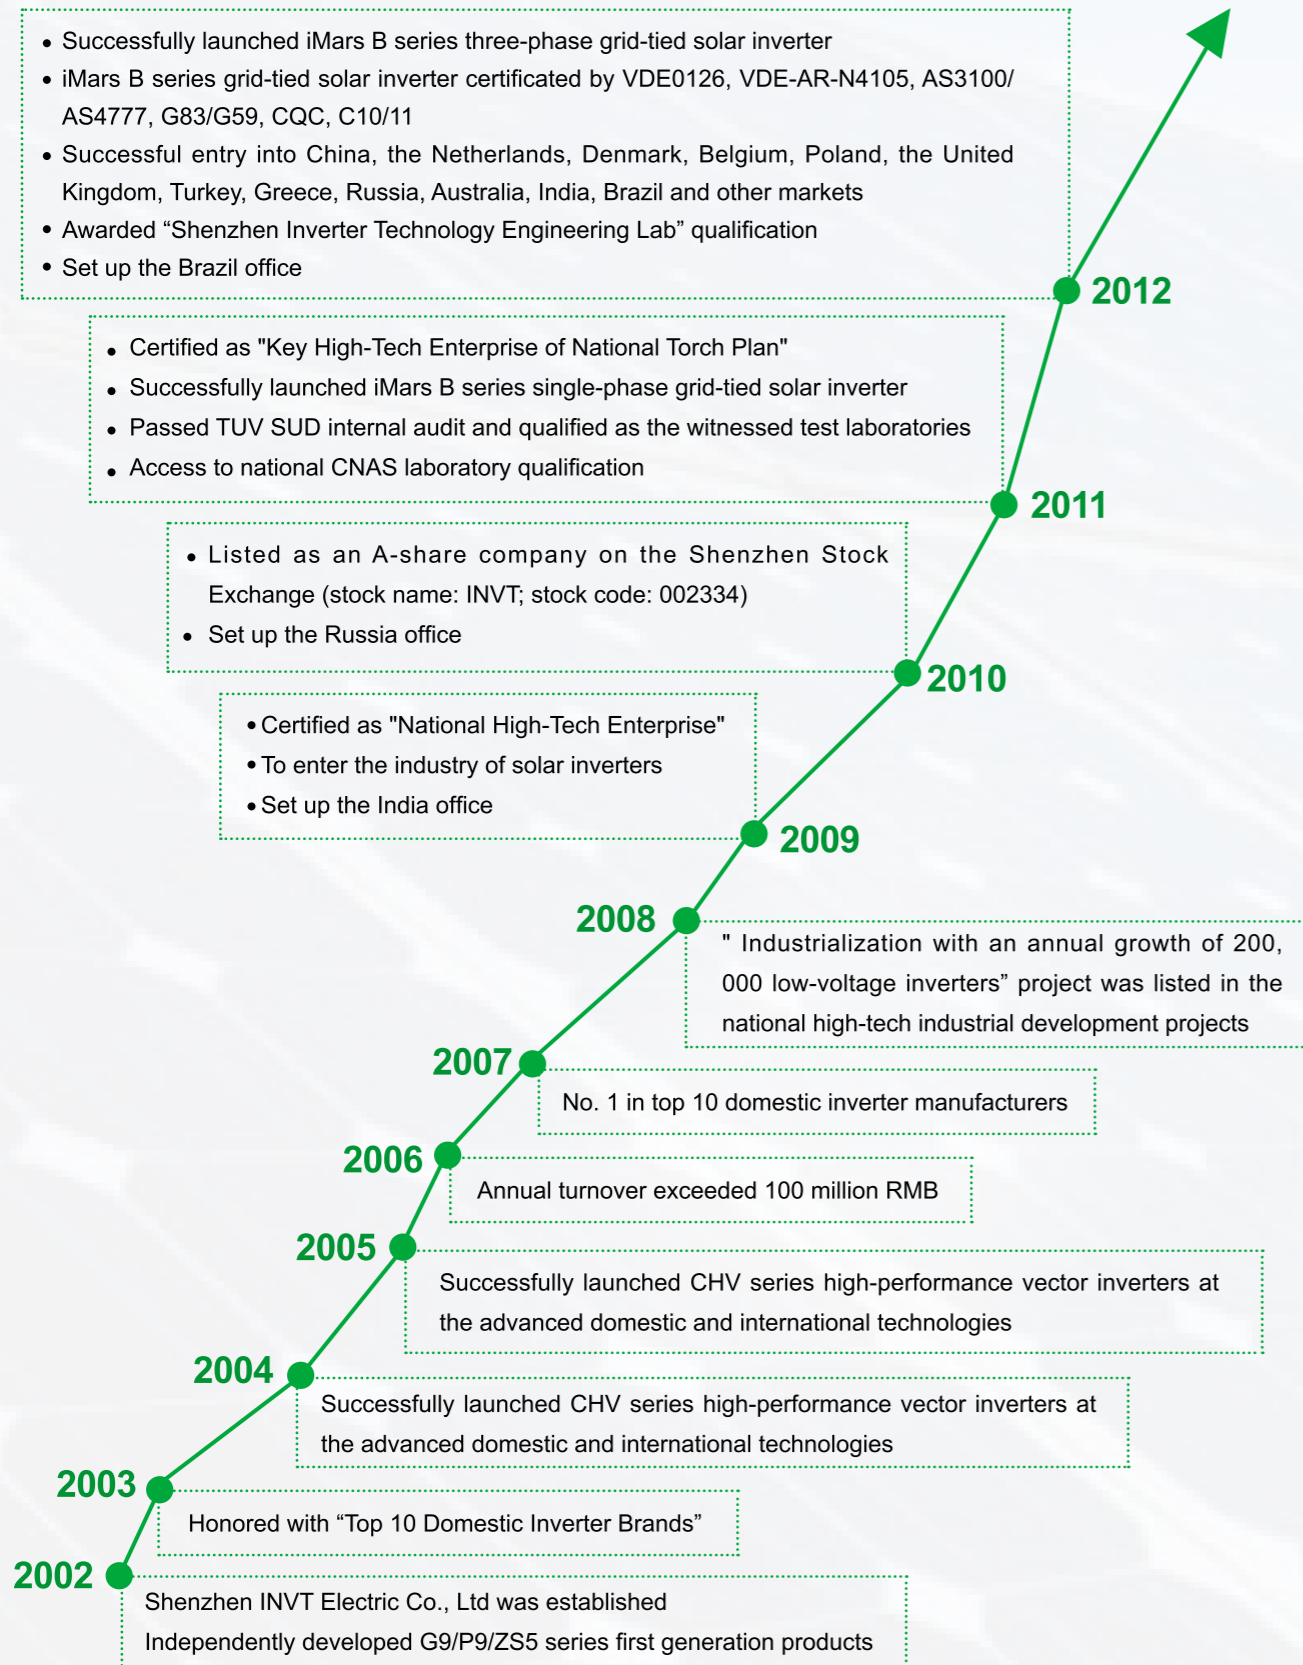 • Successfully launched iMars B series three-phase grid-tied solar inverter
• iMars B series grid-tied solar inverter certificated by VDE0126, VDE-AR-N4105, AS3100/
AS4777, G83/G59, CQC, C10/11
• Successful entry into China, the Netherlands, Denmark, Belgium, Poland, the United
Kingdom, Turkey, Greece, Russia, Australia, India, Brazil and other markets
• Awarded “Shenzhen Inverter Technology Engineering Lab” qualification
• Set up the Brazil office
2012
• Certified as "Key High-Tech Enterprise of National Torch Plan"
• Successfully launched iMars B series single-phase grid-tied solar inverter
• Passed TUV SUD internal audit and qualified as the witnessed test laboratories
• Access to national CNAS laboratory qualification
2011
• Listed as an A-share company on the Shenzhen Stock
Exchange (stock name: INVT; stock code: 002334)
• Set up the Russia office
2010
• Certified as "National High-Tech Enterprise"
• To enter the industry of solar inverters
• Set up the India office
2009
2008
" Industrialization with an annual growth of 200,
000 low-voltage inverters” project was listed in the
national high-tech industrial development projects
2007
No. 1 in top 10 domestic inverter manufacturers
2006
Annual turnover exceeded 100 million RMB
2005
Successfully launched CHV series high-performance vector inverters at
the advanced domestic and international technologies
2004
Successfully launched CHV series high-performance vector inverters at
the advanced domestic and international technologies
2003
Honored with “Top 10 Domestic Inverter Brands”
2002
Shenzhen INVT Electric Co., Ltd was established
Independently developed G9/P9/ZS5 series first generation products